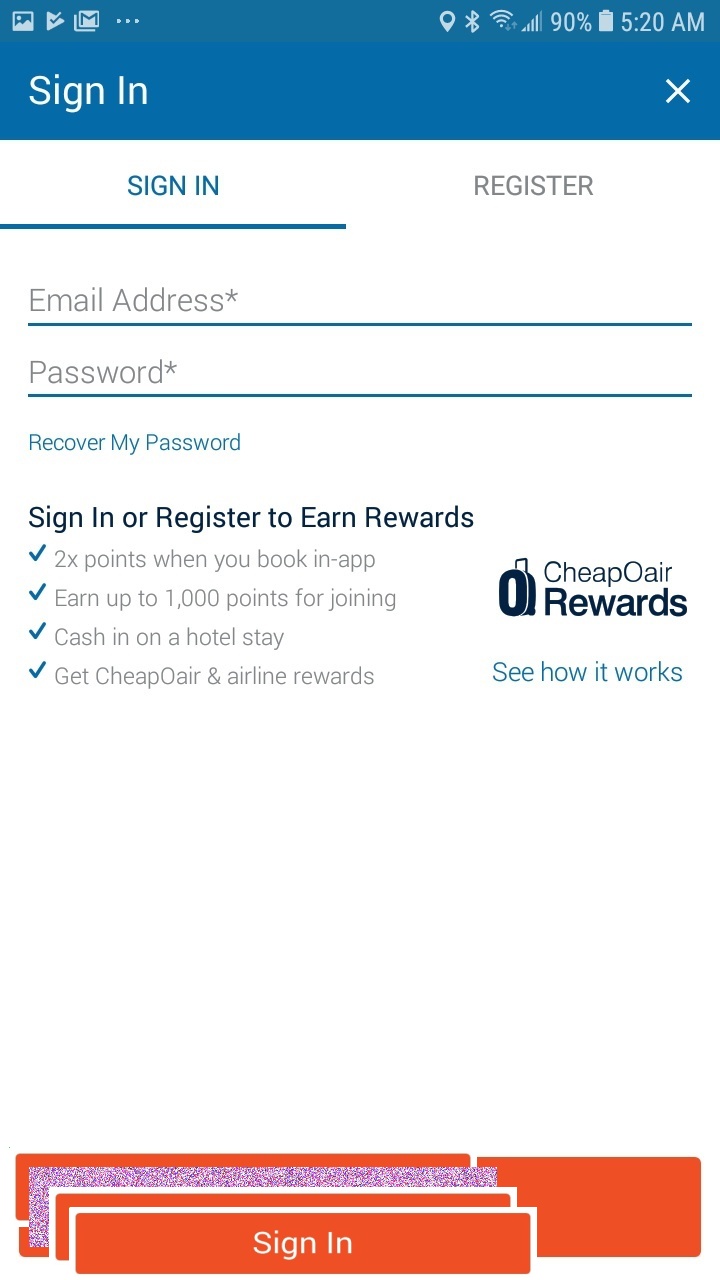 90% 5:20 AM
Sign In
SIGN IN REGISTER
Email Address*
Password*
Recover My Password
Sign In or Register to Earn Rewards
2x points when you book in-app
Earn up to 1,000 points for joining
Cash in on a hotel stay
Get CheapOair & airline rewards
CheapOair
Rewards
See how it works
Sign In